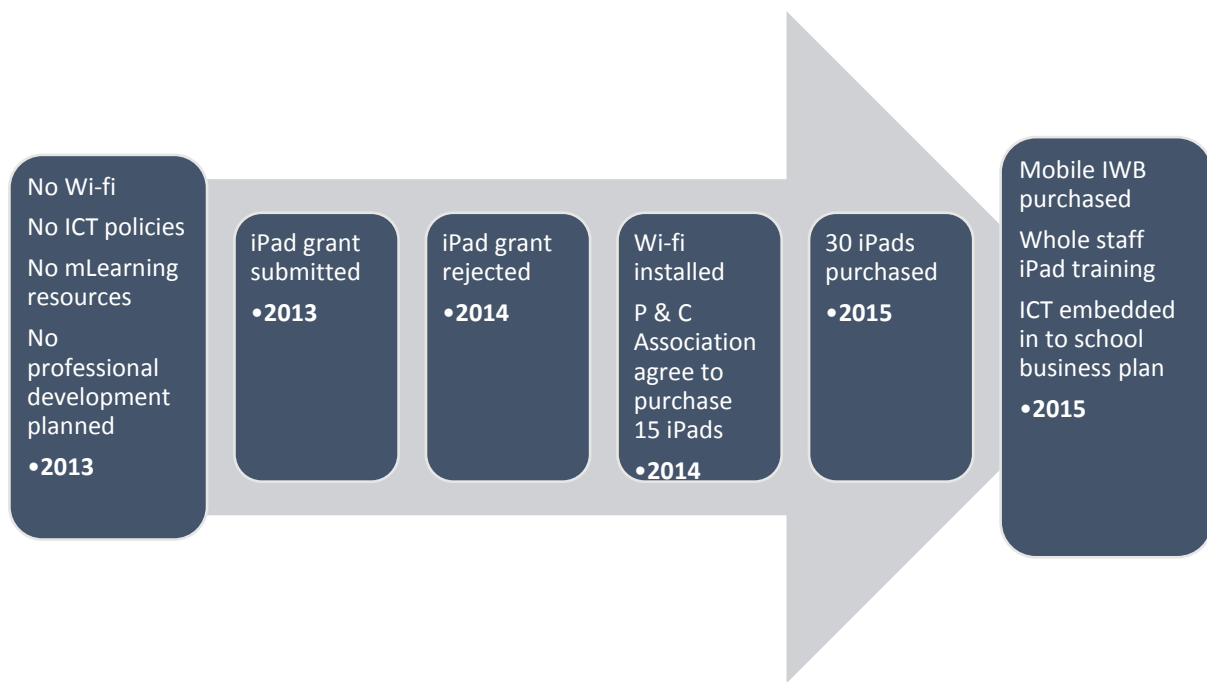 No Wi-fi
No ICT policies
No mLearning
resources
No
professional
development
planned
•2013
iPad grant
submitted
•2013
iPad grant
rejected
•2014
Wi-fi
installed
P & C
Association
agree to
purchase
15 iPads
•2014
30 iPads
purchased
•2015
Mobile IWB
purchased
Whole staff
iPad training
ICT embedded
in to school
business plan
•2015